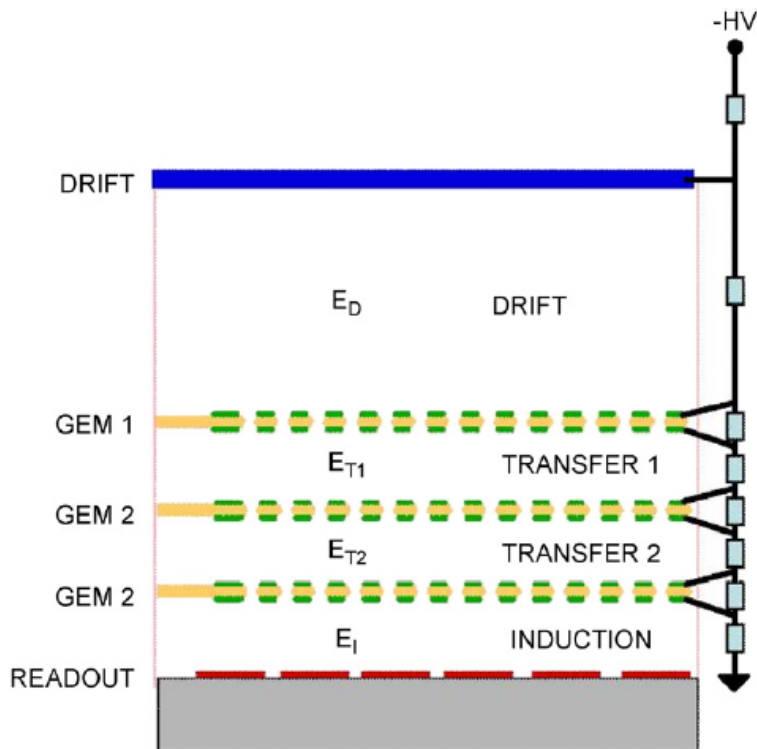 -HV
DRIFT
E_D DRIFT
GEM 1
E_T1 TRANSFER 1
GEM 2
E_T2 TRANSFER 2
GEM 2
E_I INDUCTION
READOUT